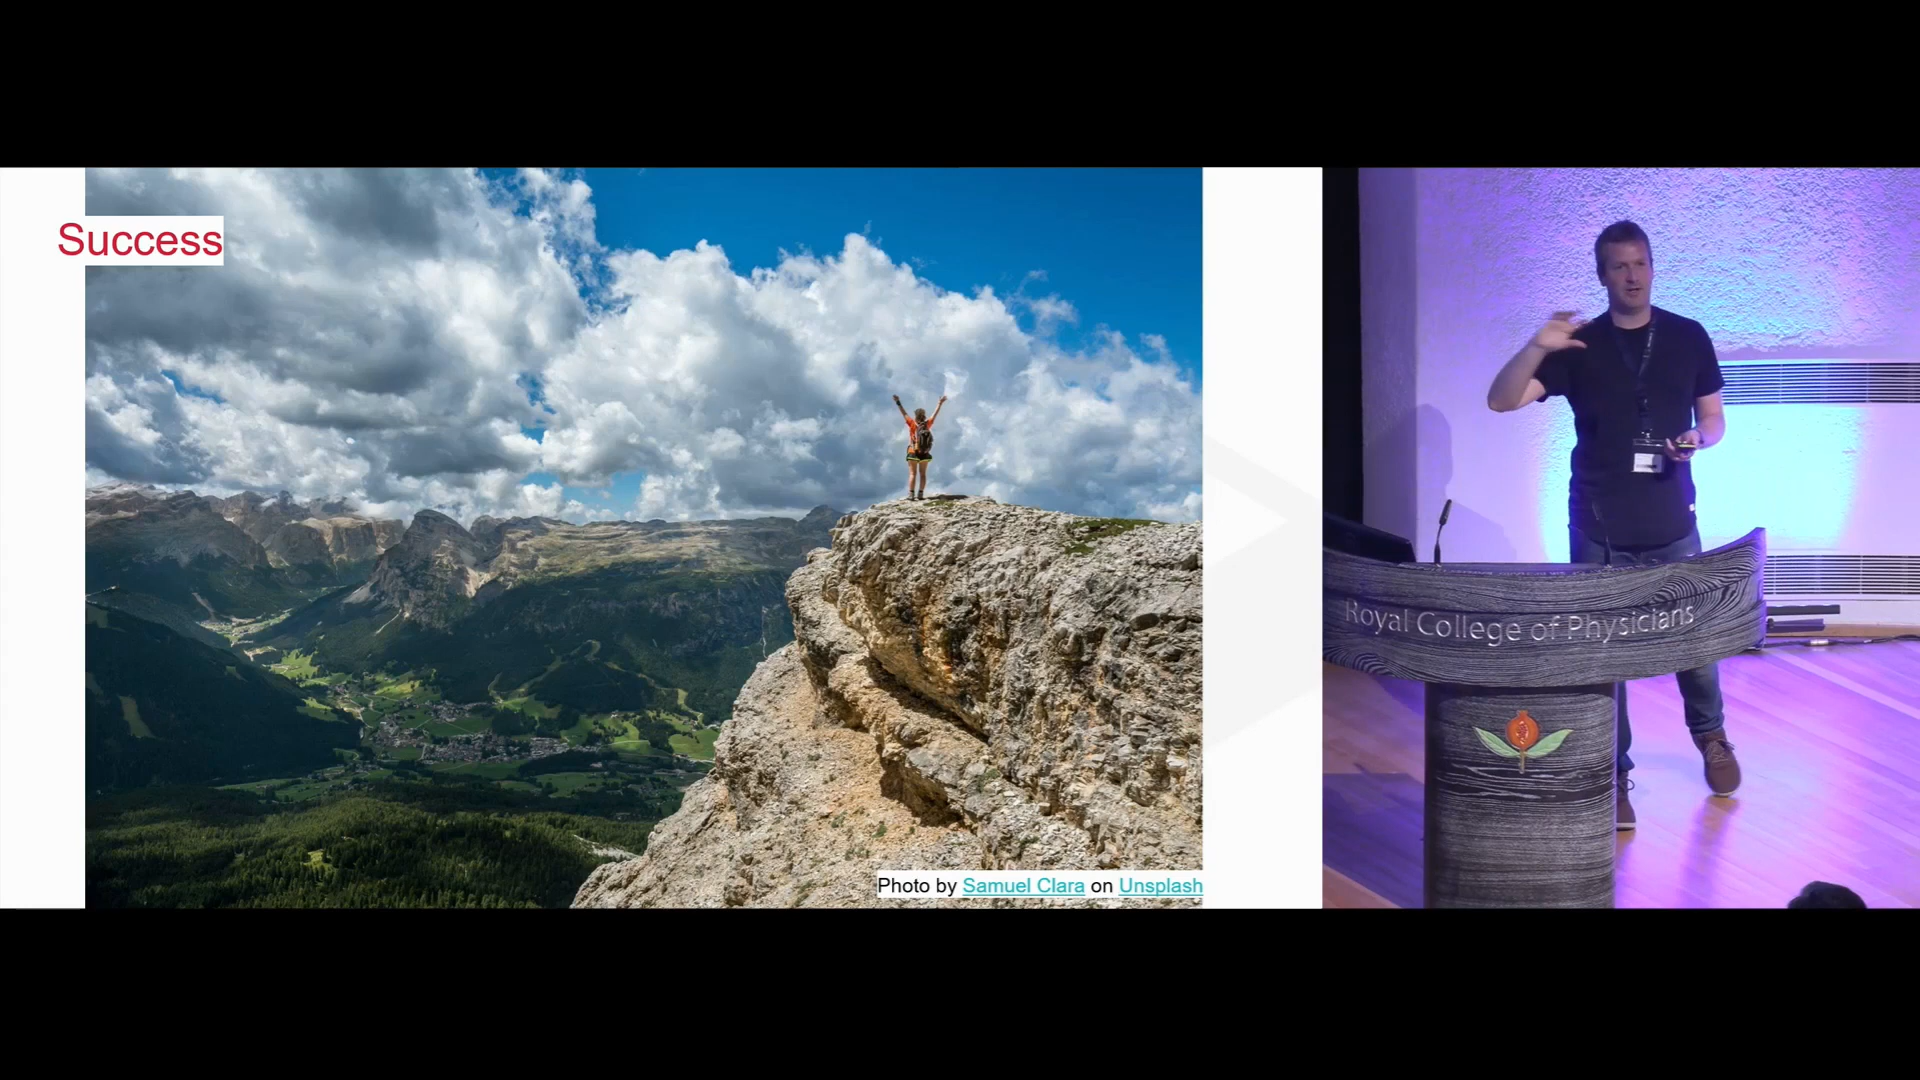 Success
Photo by Samuel Clara on Unsplash
Royal College of Physicians